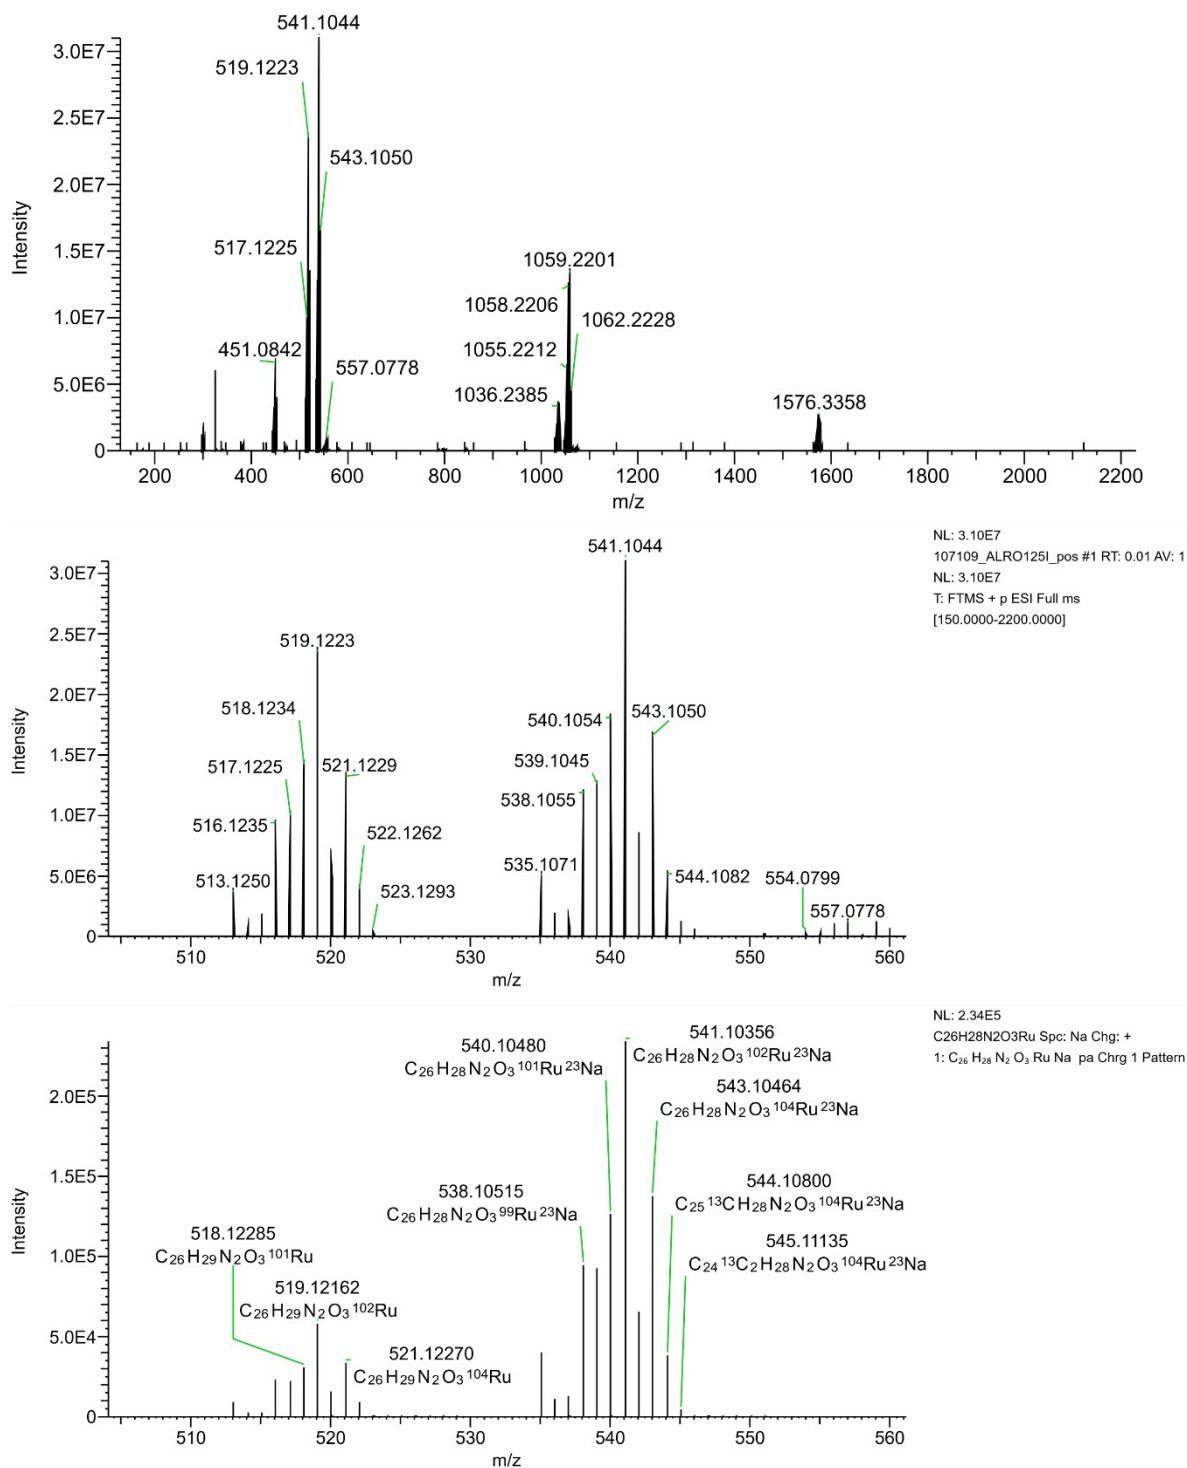 541.1044
3.0E7
519.1223
2.5E7
543.1050
2.0E7
517.1225
1.5E7
1059.2201
1058.2206
1062.2228
1.0E7
451.0842
1055.2212
557.0778
1036.2385
1576.3358
5.0E6
0
Intensity
200 400 600 800 1000 1200 1400 1600 1800 2000 2200
m/z
NL: 3.10E7
107109_ALRO125I_pos #1 RT: 0.01 AV: 1
NL: 3.10E7
T: FTMS + p ESI Full ms
[150.0000-2200.0000]
541.1044
3.0E7
2.5E7
519.1223
2.0E7
518.1234
540.1054
543.1050
517.1225
521.1229
539.1045
1.5E7
538.1055
1.0E7
516.1235
522.1262
535.1071
544.1082
554.0799
513.1250
523.1293
557.0778
5.0E6
0
Intensity
510 520 530 540 550 560
m/z
NL: 2.34E5
C26H28N2O3Ru Spc: Na Chg: +
1: C₂₆ H₂₈ N₂ O₃ Ru Na pa Chrg 1 Pattern
541.10356
C₂₆H₂₈N₂O₃¹⁰²Ru²³Na
540.10480
C₂₆H₂₈N₂O₃¹⁰¹Ru²³Na
543.10464
C₂₆H₂₈N₂O₃¹⁰⁴Ru²³Na
2.0E5
544.10800
C₂₅¹³CH₂₈N₂O₃¹⁰⁴Ru²³Na
538.10515
C₂₆H₂₈N₂O₃⁹⁹Ru²³Na
1.5E5
518.12285
C₂₆H₂₉N₂O₃¹⁰¹Ru
545.11135
C₂₄¹³C₂H₂₈N₂O₃¹⁰⁴Ru²³Na
519.12162
C₂₆H₂₉N₂O₃¹⁰²Ru
1.0E5
521.12270
C₂₆H₂₉N₂O₃¹⁰⁴Ru
5.0E4
0
Intensity
510 520 530 540 550 560
m/z